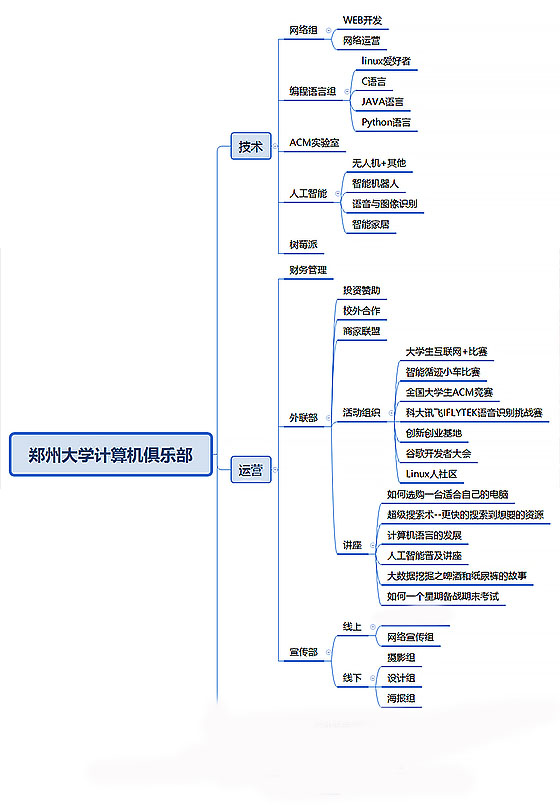 郑州大学计算机俱乐部
技术
网络组
WEB开发
网络运营
编程语言组
linux爱好者
C语言
JAVA语言
Python语言
ACM实验室
人工智能
无人机+其他
智能机器人
语音与图像识别
智能家居
树莓派
运营
财务管理
外联部
投资赞助
校外合作
商家联盟
活动组织
大学生互联网+比赛
智能循迹小车比赛
全国大学生ACM竞赛
科大讯飞IFLYTEK语音识别挑战赛
创新创业基地
谷歌开发者大会
Linux人社区
讲座
如何选购一台适合自己的电脑
超级搜索术--更快的搜索到想要的资源
计算机语言的发展
人工智能普及讲座
大数据挖掘之啤酒和纸尿裤的故事
如何一个星期备战期末考试
宣传部
线上
网络宣传组
线下
摄影组
设计组
海报组